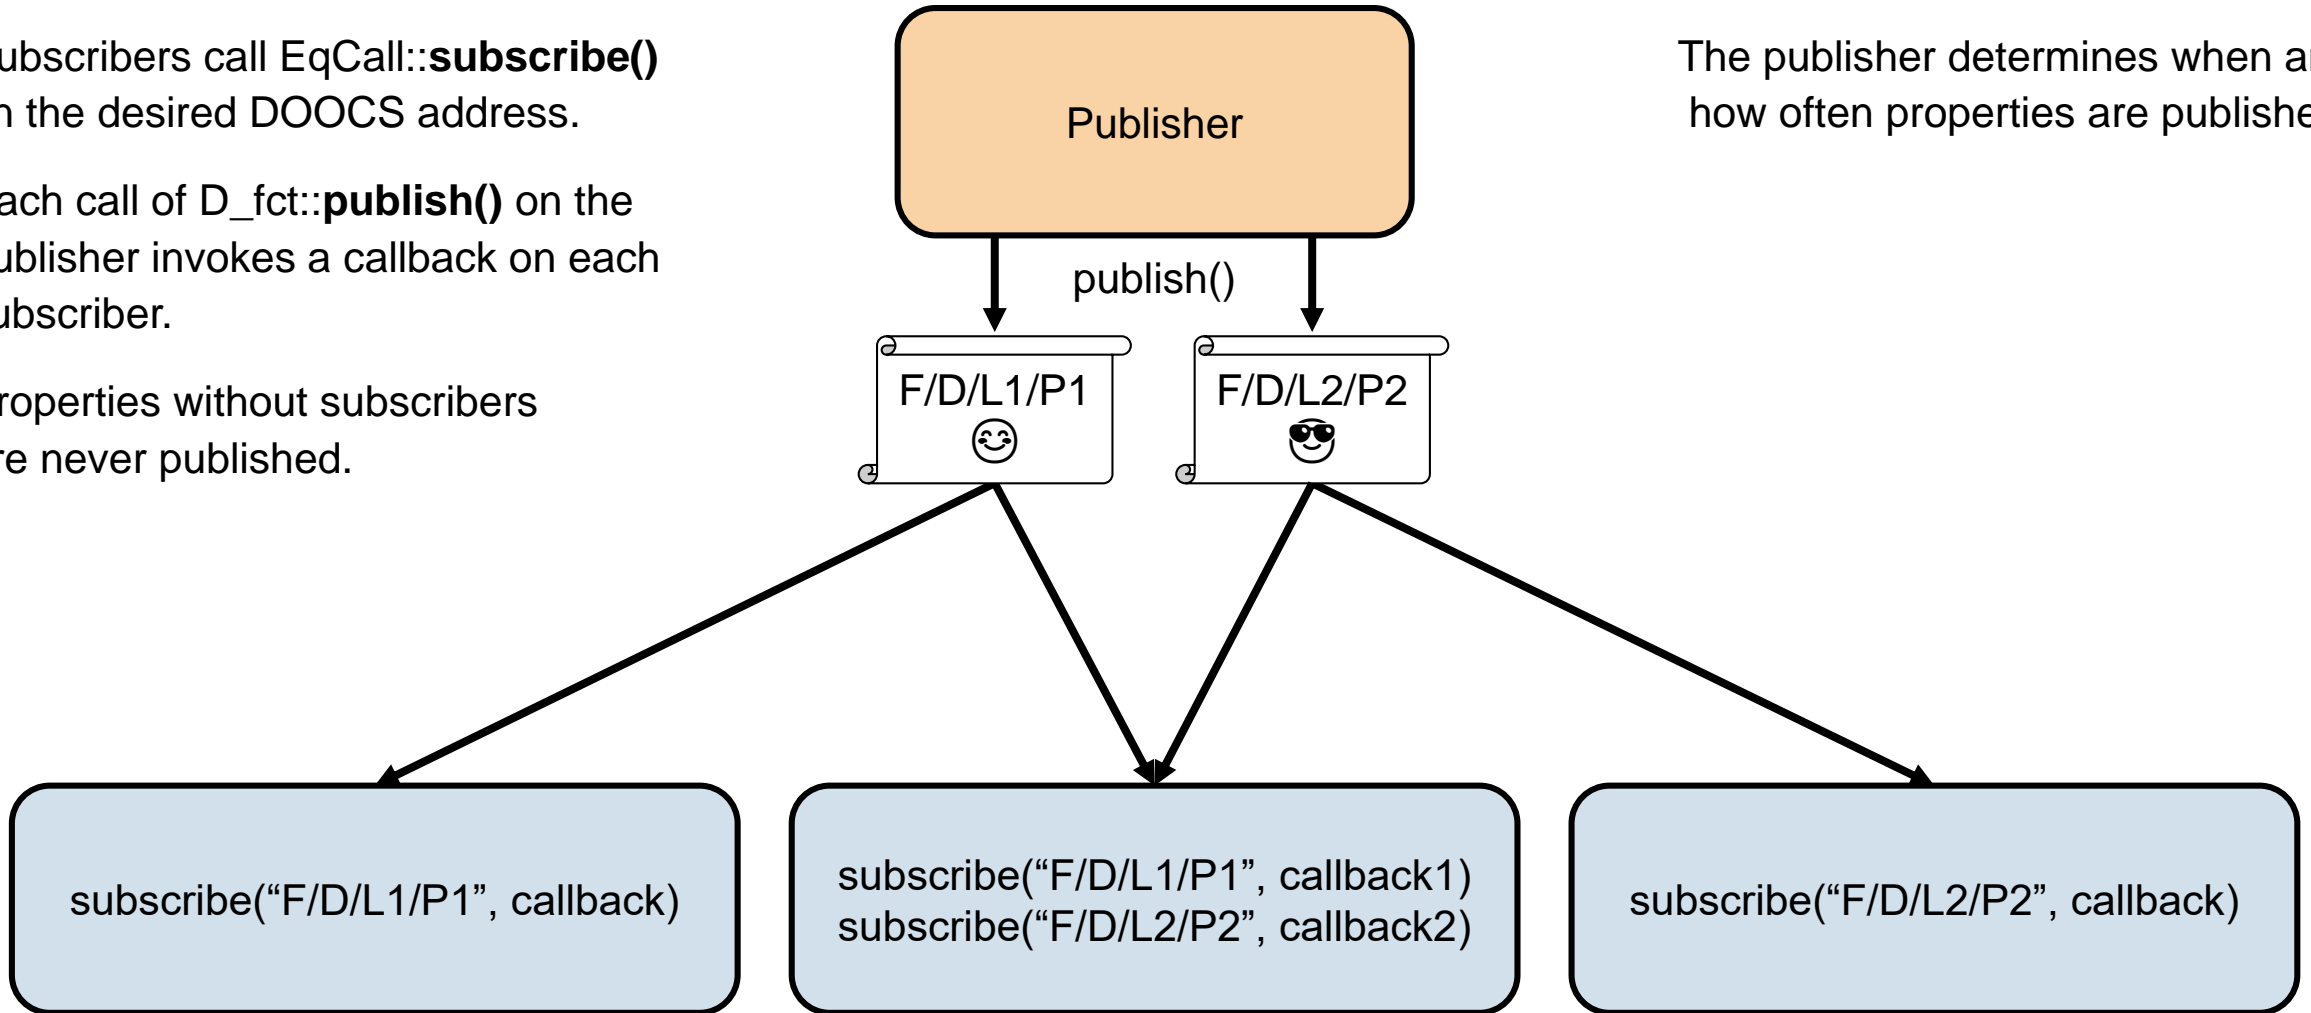 ubscribers call EqCall::subscribe()
n the desired DOOCS address.
ach call of D_fct::publish() on the
ublisher invokes a callback on each
ubscriber.
roperties without subscribers
re never published.
Publisher
The publisher determines when ar
how often properties are publishe
publish()
F/D/L1/P1
F/D/L2/P2
subscribe(“F/D/L1/P1”, callback)
subscribe(“F/D/L1/P1”, callback1)
subscribe(“F/D/L2/P2”, callback2)
subscribe(“F/D/L2/P2”, callback)